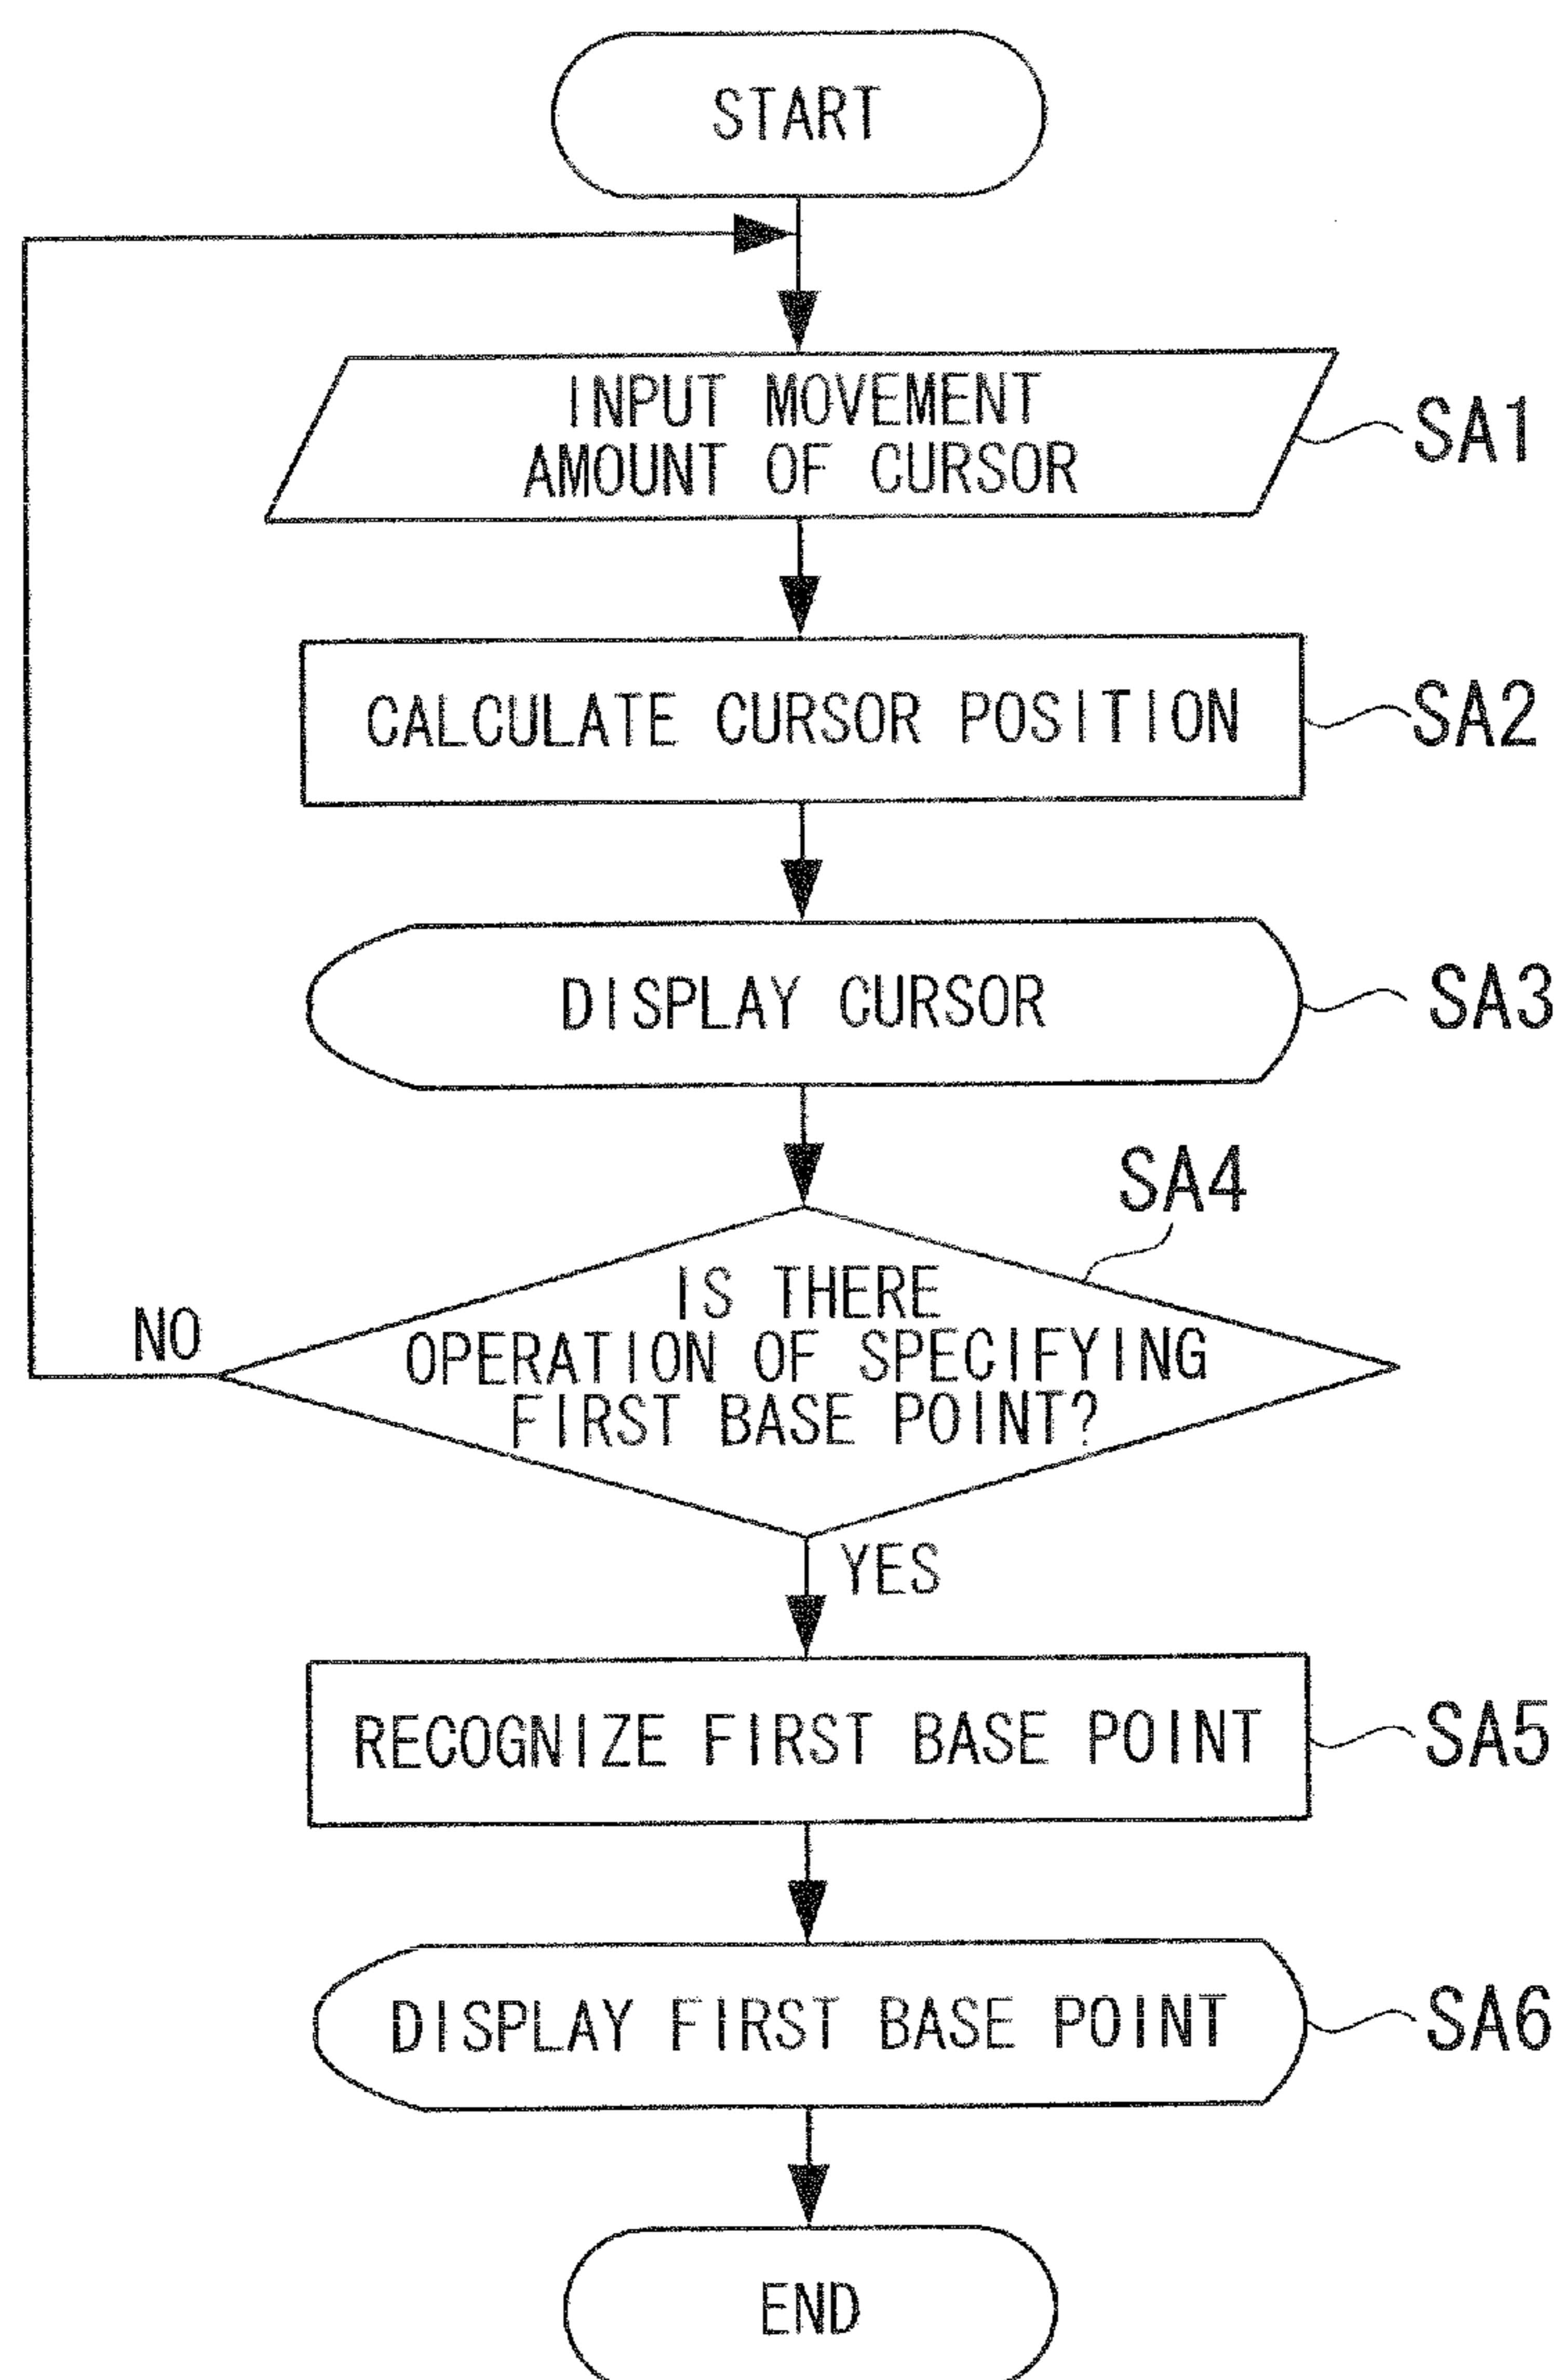 START
INPUT MOVEMENT
AMOUNT OF CURSOR
SA1
CALCULATE CURSOR POSITION
SA2
DISPLAY CURSOR
SA3
SA4
IS THERE
OPERATION OF SPECIFYING
FIRST BASE POINT?
NO
YES
RECOGNIZE FIRST BASE POINT
SA5
DISPLAY FIRST BASE POINT
SA6
END